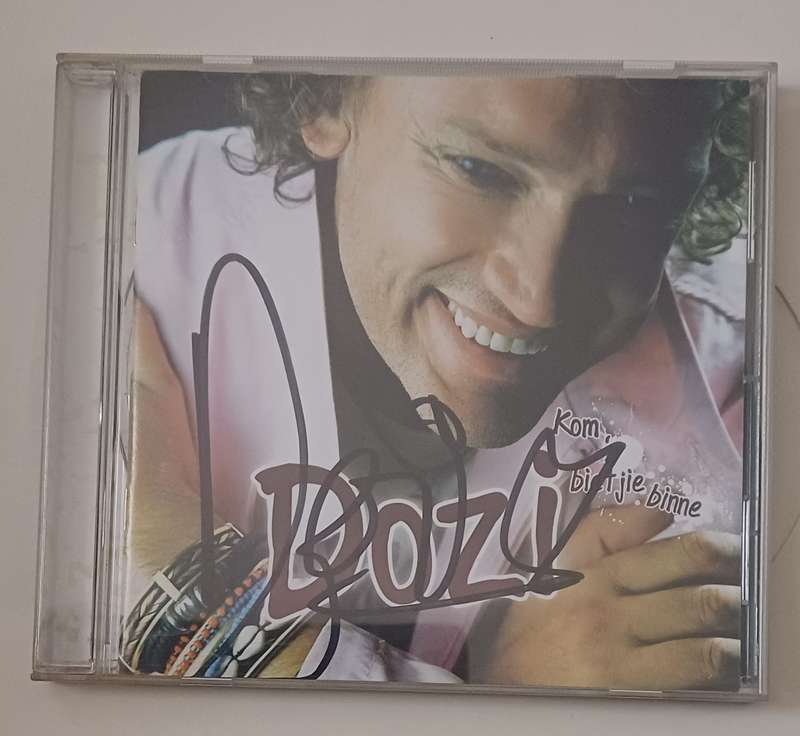 Kom,
bietjie binne
Dozi